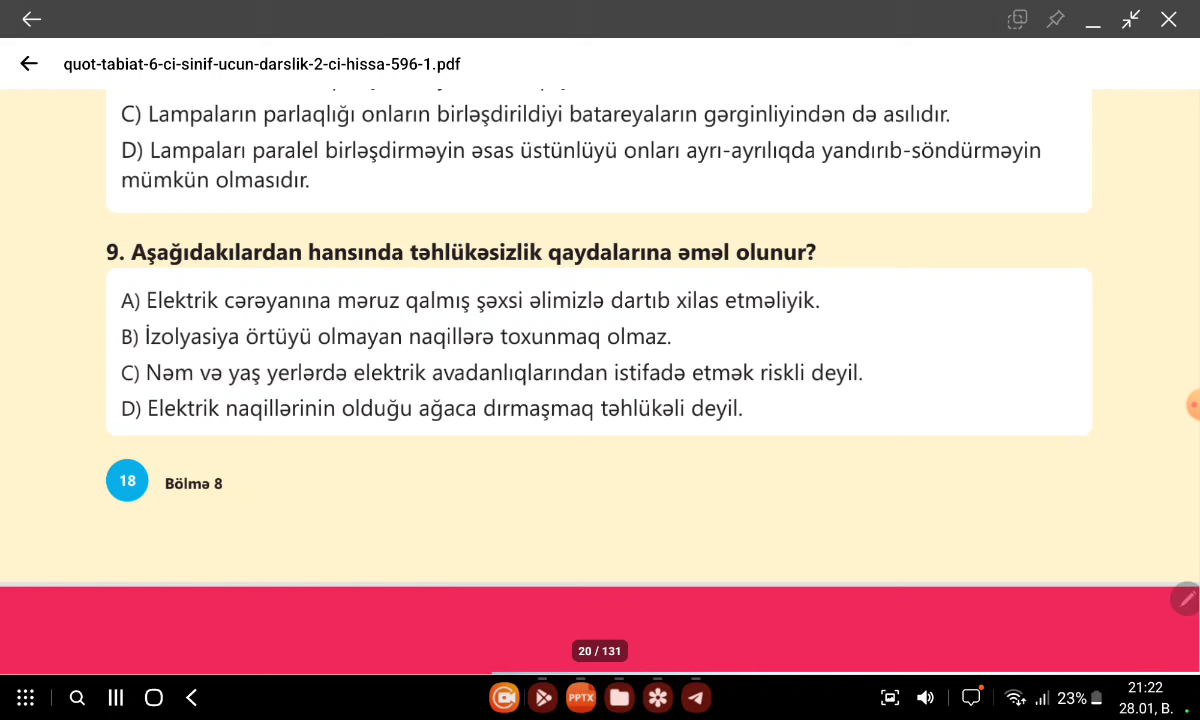 quot-tabiat-6-ci-sinif-ucun-darslik-2-ci-hissa-596-1.pdf
C) Lampaların parlaqlığı onların birləşdirildiyi batareyaların gərginliyindən də asılıdır.
D) Lampaları paralel birləşdirməyin əsas üstünlüyü onları ayrı-ayrılıqda yandırıb-söndürməyin
mümkün olmasıdır.
9. Aşağıdakılardan hansında təhlükəsizlik qaydalarına əməl olunur?
A) Elektrik cərəyanına məruz qalmış şəxsi əlimizlə dartıb xilas etməliyik.
B) İzolyasiya örtüyü olmayan naqillərə toxunmaq olmaz.
C) Nəm və yaş yerlərdə elektrik avadanlıqlarından istifadə etmək riskli deyil.
D) Elektrik naqillərinin olduğu ağaca dırmaşmaq təhlükəli deyil.
18 Bölmə 8
20 / 131
PPTX
23%
21:22
28.01, B.